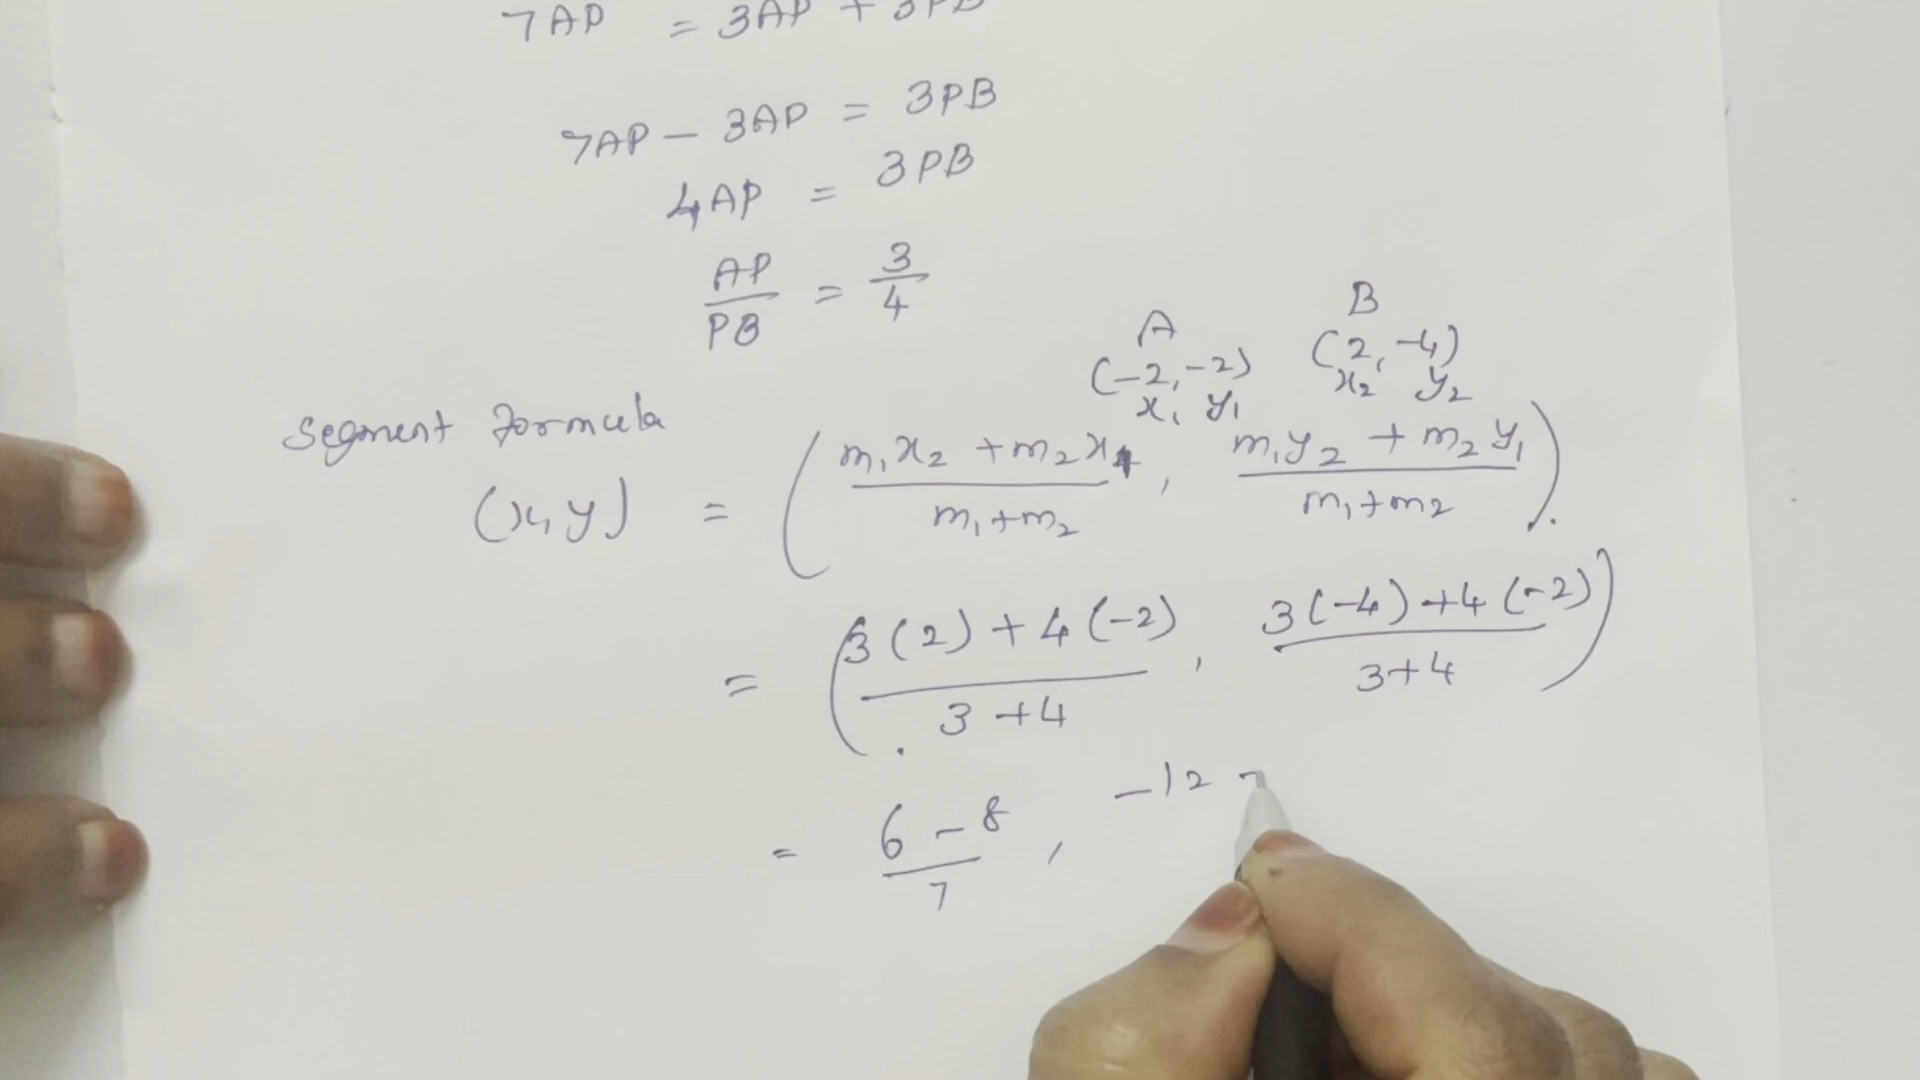 7AP = 3AP + 3PB
7AP - 3AP = 3PB
4AP = 3PB
AP/PB = 3/4
A B
(-2,-2) (2,-4)
x1 y1 x2 y2
Segment formula
(x,y) = ( (m1x2 + m2x1)/(m1+m2) , (m1y2 + m2y1)/(m1+m2) ).
= ( (3(2) + 4(-2))/(3+4) , (3(-4) + 4(-2))/(3+4) )
= (6 - 8)/7 , -12 -